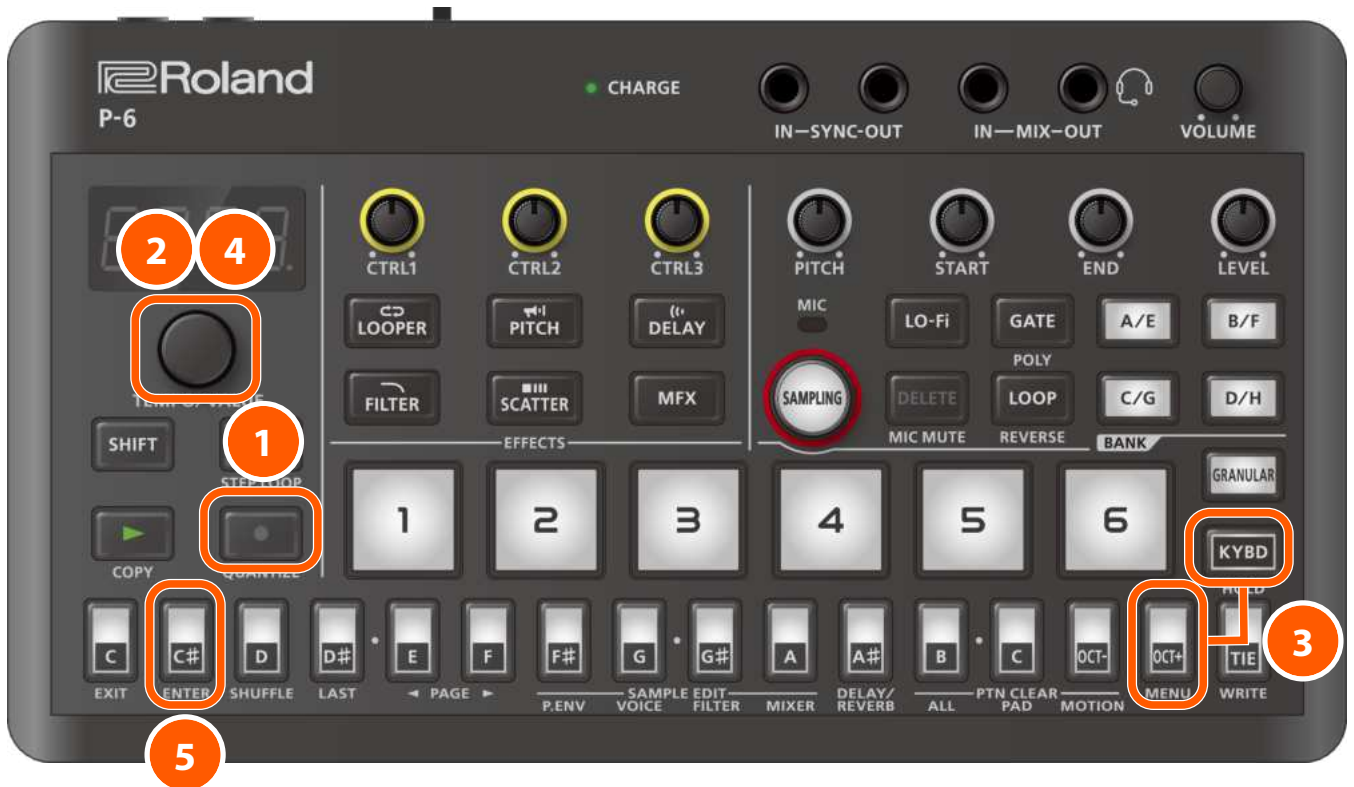 Roland
P-6
CHARGE
IN-SYNC-OUT
IN-MIX-OUT
VOLUME
2
4
CTRL1
CTRL2
CTRL3
PITCH
START
END
LEVEL
MIC
LOOPER
PITCH
DELAY
LO-Fi
GATE
A/E
B/F
POLY
TEMPO/VALUE
FILTER
SCATTER
MFX
SAMPLING
DELETE
LOOP
C/G
D/H
SHIFT
1
EFFECTS
MIC MUTE
REVERSE
BANK
STEP LOOP
1
2
3
4
5
6
GRANULAR
KYBD
COPY
QUANTIZE
HOLD
C
C#
D
D#
E
F
F#
G
G#
A
A#
B
C
OCT-
OCT+
TIE
3
EXIT
ENTER
SHUFFLE
LAST
◄ PAGE ►
SAMPLE EDIT
P.ENV
VOICE
FILTER
MIXER
DELAY/
REVERB
PTN CLEAR
ALL
PAD
MOTION
MENU
WRITE
5